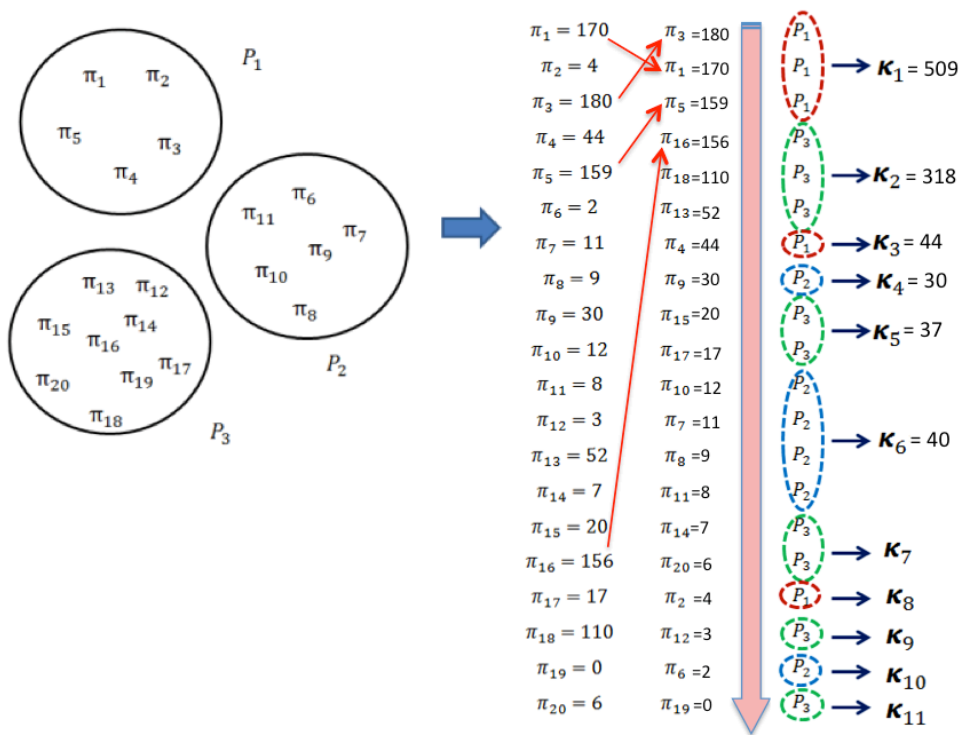 P₁
π₁ π₂
π₅ π₃
π₄
π₆
π₁₁ π₇
π₉
π₁₀
π₈
P₂
π₁₃ π₁₂
π₁₅ π₁₄
π₁₆
π₁₇
π₂₀ π₁₉
π₁₈
P₃
π₁ = 170 π₃ =180 P₁
π₂ = 4 π₁ =170 P₁ κ₁ = 509
π₃ = 180 π₅ =159 P₁
π₄ = 44 π₁₆=156 P₃
π₅ = 159 π₁₈=110 P₃ κ₂ = 318
π₆ = 2 π₁₃=52 P₃
π₇ = 11 π₄ =44 P₁ κ₃ = 44
π₈ = 9 π₉ =30 P₂ κ₄ = 30
π₉ = 30 π₁₅=20 P₃ κ₅ = 37
π₁₀ = 12 π₁₇=17 P₃
π₁₁ = 8 π₁₀=12 P₂
π₁₂ = 3 π₇ =11 P₂ κ₆ = 40
π₁₃ = 52 π₈ =9 P₂
π₁₄ = 7 π₁₁=8 P₂
π₁₅ = 20 π₁₄=7 P₃
π₁₆ = 156 π₂₀=6 P₃ κ₇
π₁₇ = 17 π₂ =4 P₁ κ₈
π₁₈ = 110 π₁₂=3 P₃ κ₉
π₁₉ = 0 π₆ =2 P₂ κ₁₀
π₂₀ = 6 π₁₉=0 P₃ κ₁₁